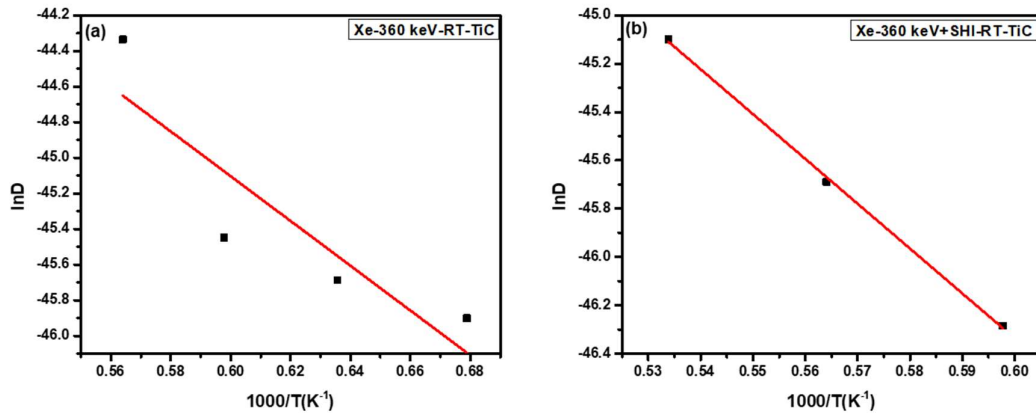 (a)
Xe-360 keV-RT-TiC
-44.2
-44.4
-44.6
-44.8
-45.0
-45.2
-45.4
-45.6
-45.8
-46.0
lnD
0.56 0.58 0.60 0.62 0.64 0.66 0.68
1000/T(K⁻¹)
(b)
Xe-360 keV+SHI-RT-TiC
-45.0
-45.2
-45.4
-45.6
-45.8
-46.0
-46.2
-46.4
lnD
0.53 0.54 0.55 0.56 0.57 0.58 0.59 0.60
1000/T(K⁻¹)